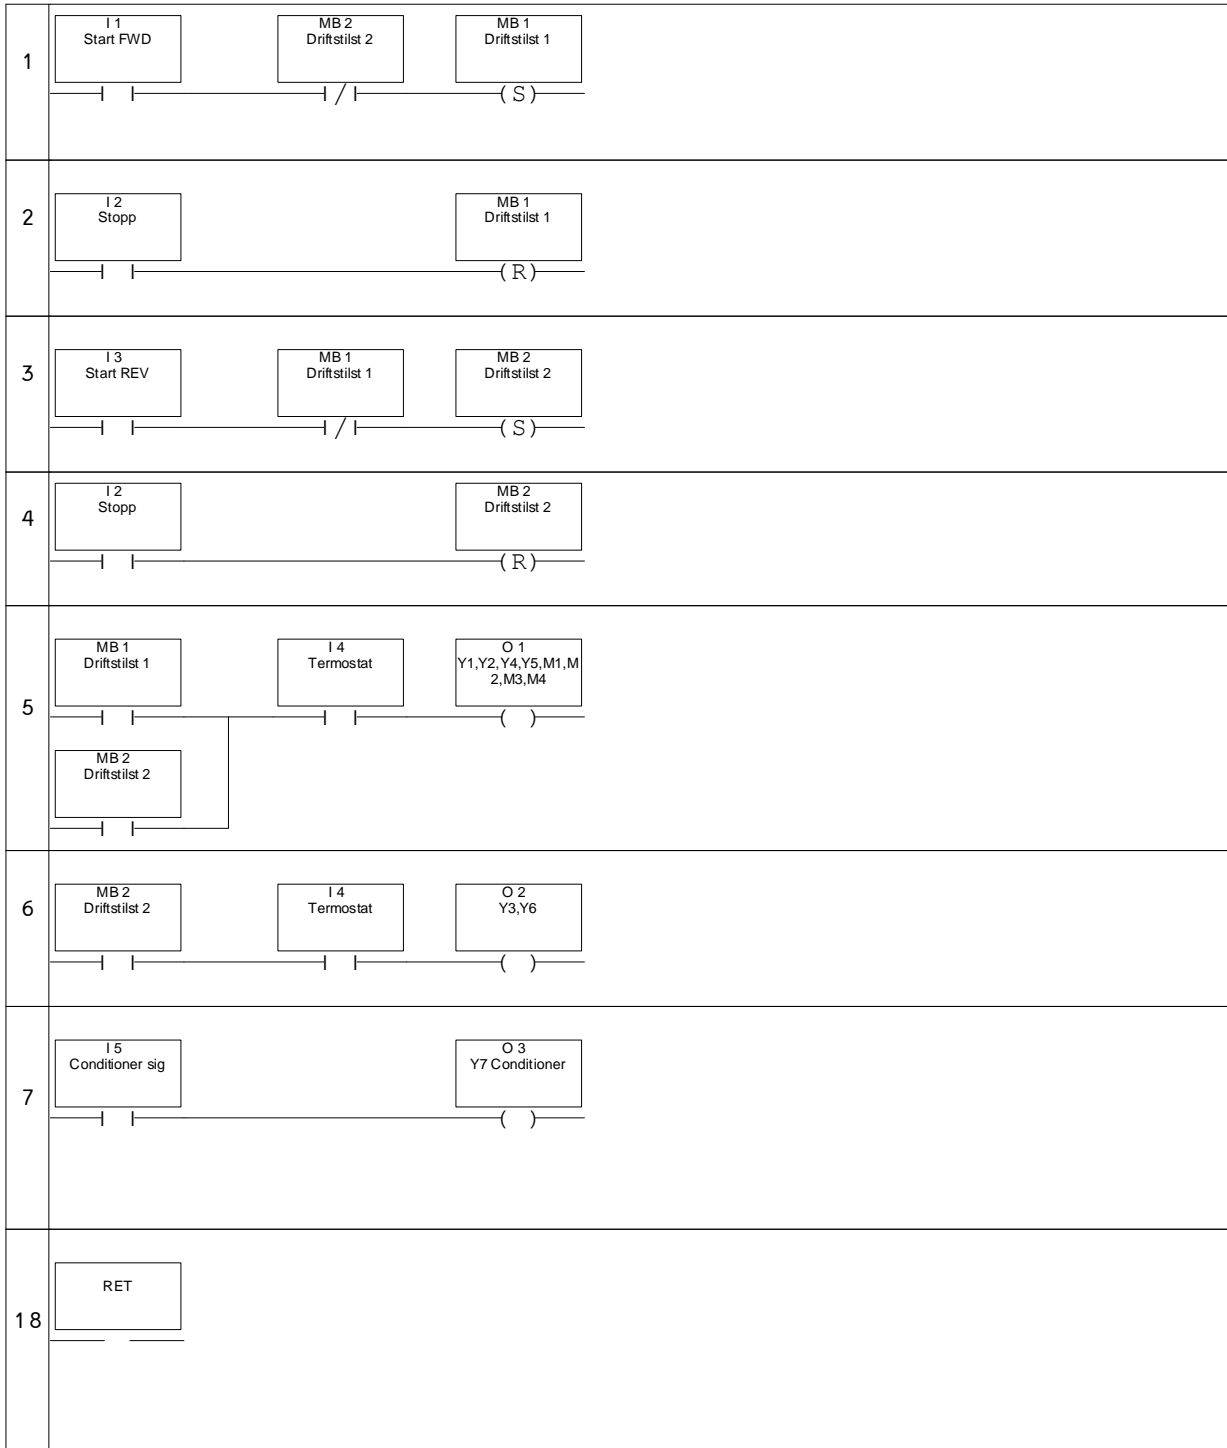 1
I 1
Start FWD
MB 2
Driftstilst 2
MB 1
Driftstilst 1
( S )
2
I 2
Stopp
MB 1
Driftstilst 1
( R )
3
I 3
Start REV
MB 1
Driftstilst 1
MB 2
Driftstilst 2
( S )
4
I 2
Stopp
MB 2
Driftstilst 2
( R )
5
MB 1
Driftstilst 1
I 4
Termostat
O 1
Y1,Y2,Y4,Y5,M1,M
2,M3,M4
MB 2
Driftstilst 2
6
MB 2
Driftstilst 2
I 4
Termostat
O 2
Y3,Y6
7
I 5
Conditioner sig
O 3
Y7 Conditioner
18
RET